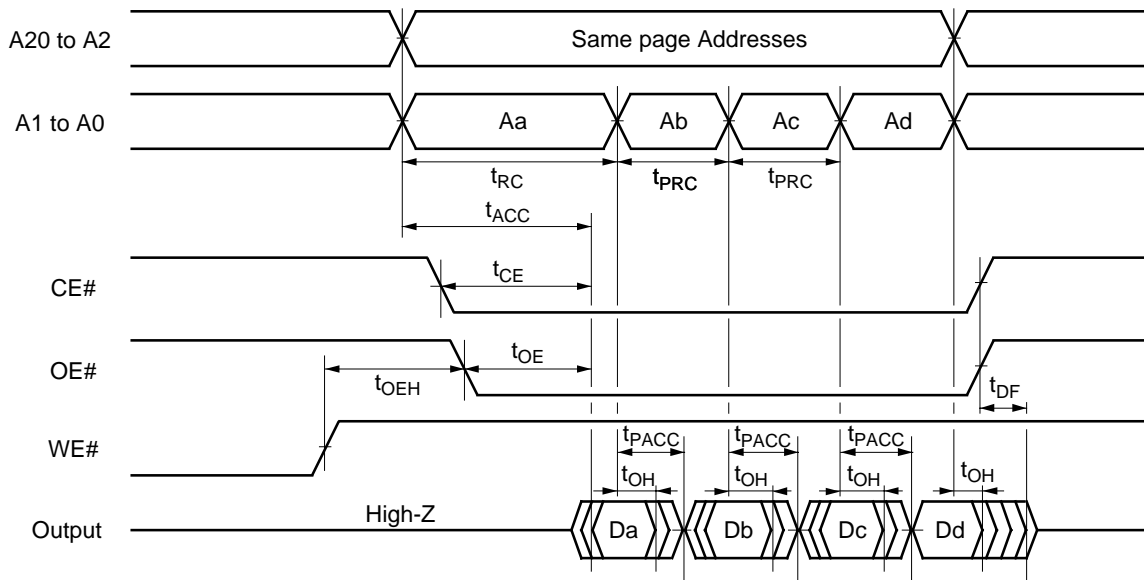 A20 to A2
Same page Addresses
A1 to A0
Aa
Ab
Ac
Ad
tRC
tPRC
tPRC
tACC
CE#
tCE
OE#
tOEH
tOE
tDF
WE#
tPACC
tPACC
tPACC
tOH
tOH
tOH
tOH
Output
High-Z
Da
Db
Dc
Dd